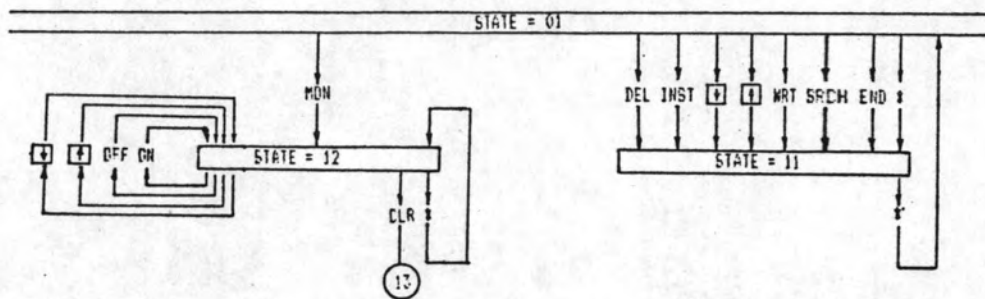 STATE = 01
MON
DEL INST WRT SRCH END *
OFF ON
STATE = 12
STATE = 11
CLR *
*
13